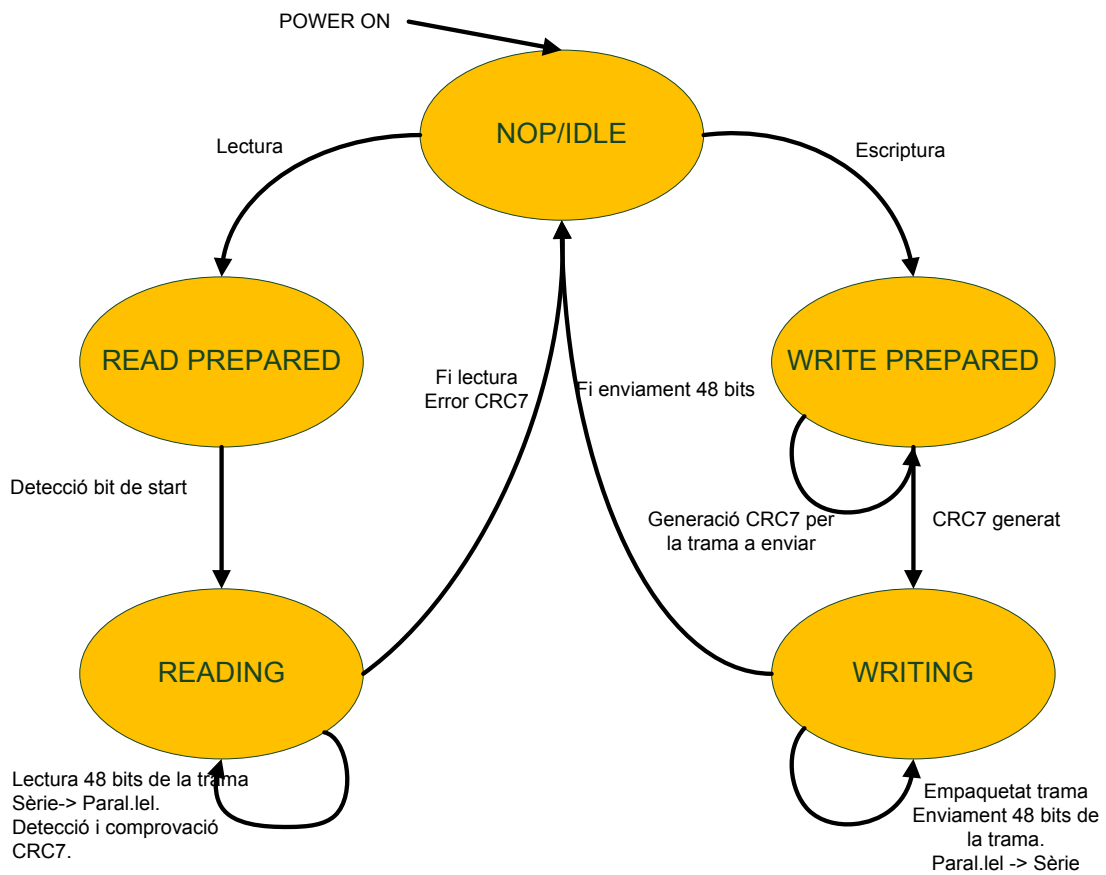 POWER ON
NOP/IDLE
Lectura
Escriptura
READ PREPARED
WRITE PREPARED
Fi lectura
Error CRC7
Fi enviament 48 bits
Detecció bit de start
Generació CRC7 per
la trama a enviar
CRC7 generat
READING
WRITING
Lectura 48 bits de la trama
Sèrie-> Paral.lel.
Detecció i comprovació
CRC7.
Empaquetat trama
Enviament 48 bits de
la trama.
Paral.lel -> Sèrie